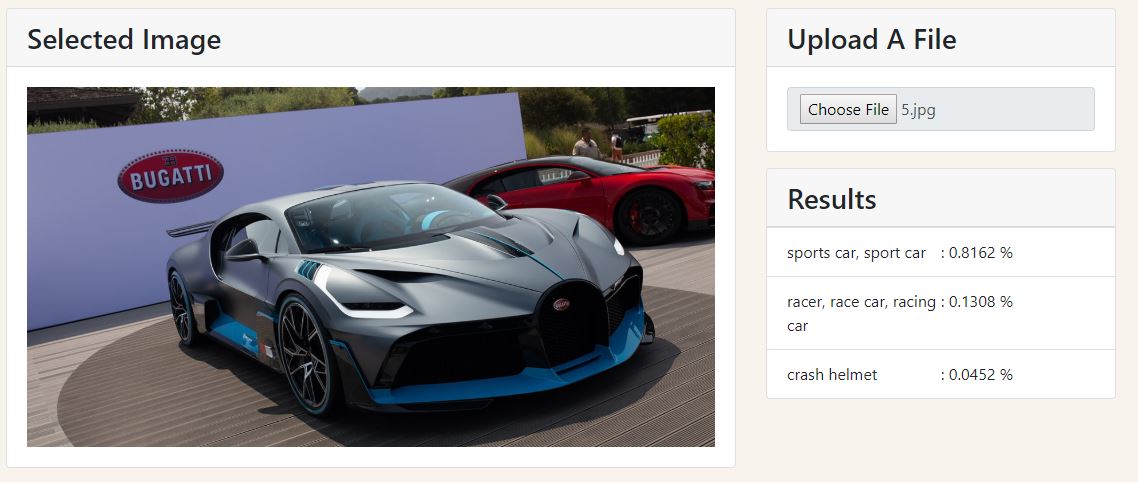 Selected Image
BUGATTI
Upload A File
Choose File 5.jpg
Results
sports car, sport car : 0.8162 %
racer, race car, racing : 0.1308 %
car
crash helmet : 0.0452 %